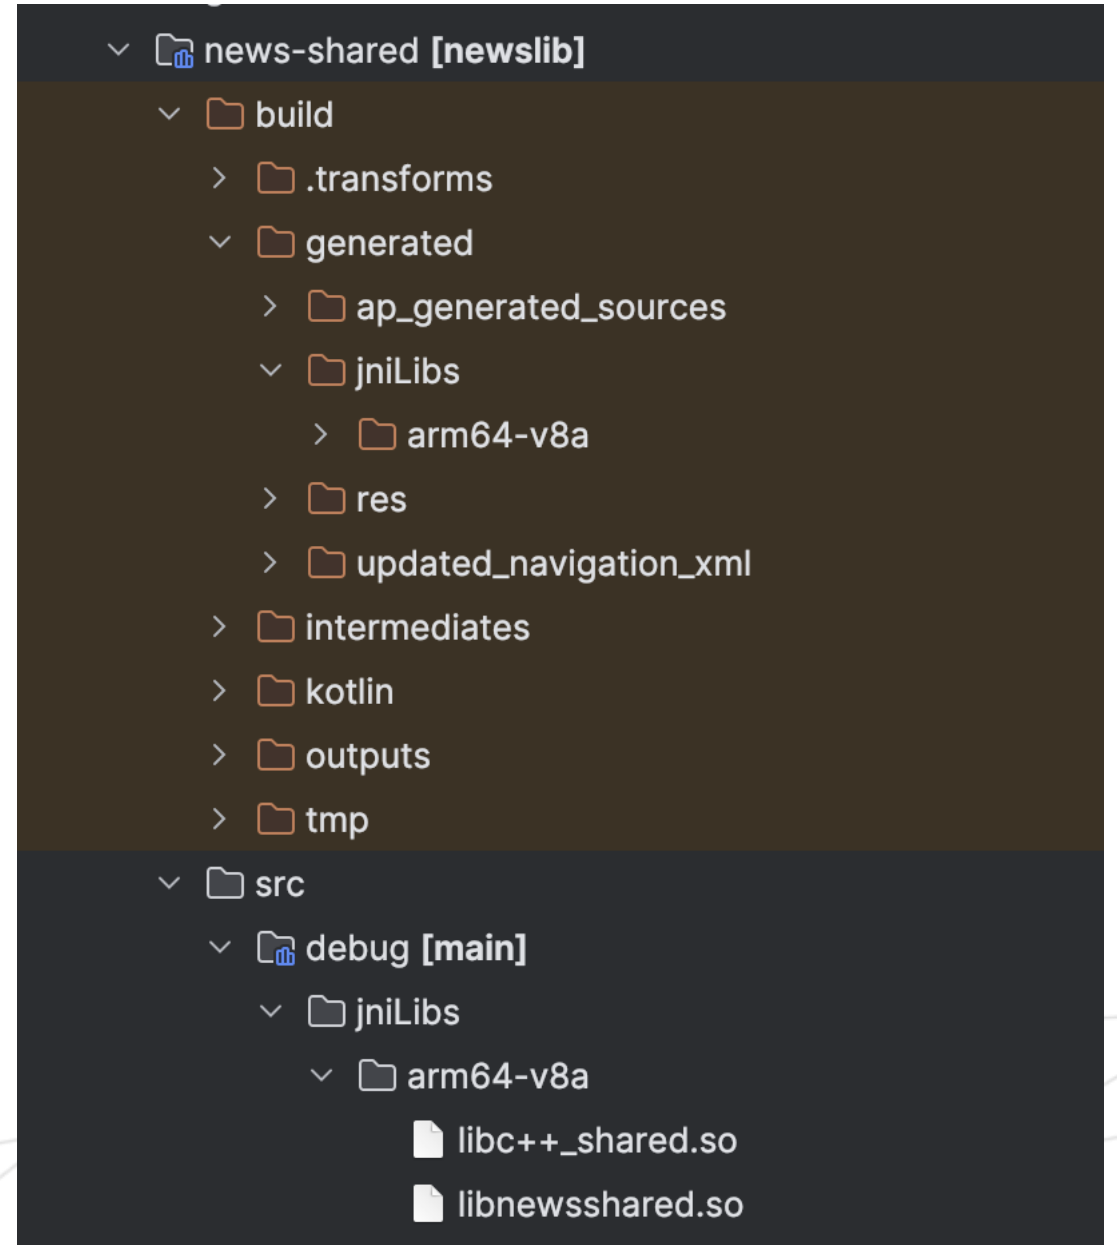 news-shared [newslib]
build
.transforms
generated
ap_generated_sources
jniLibs
arm64-v8a
res
updated_navigation_xml
intermediates
kotlin
outputs
tmp
src
debug [main]
jniLibs
arm64-v8a
libc++_shared.so
libnewsshared.so